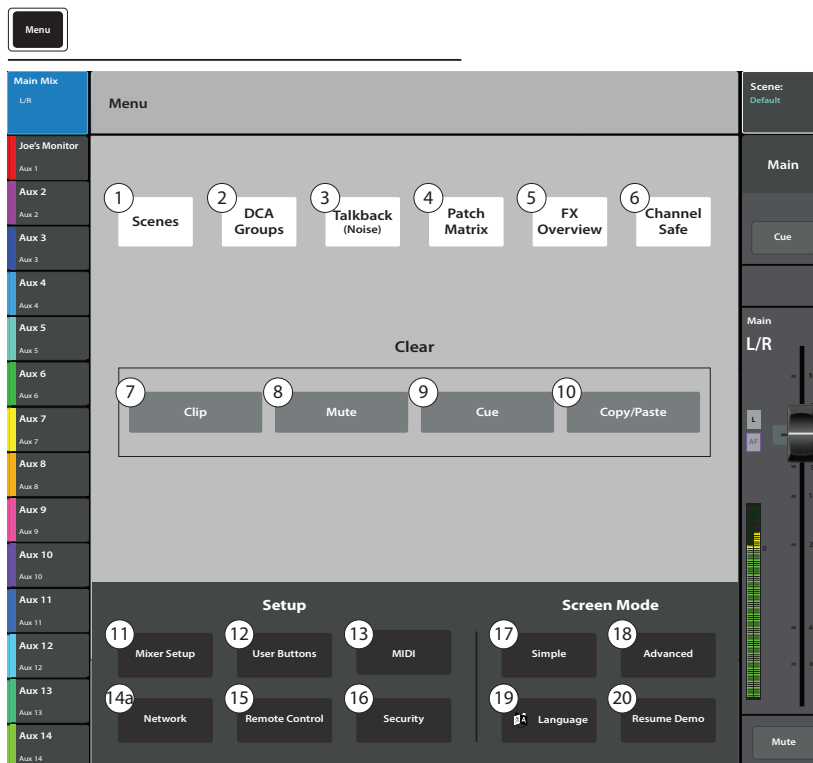 Menu
Main Mix
L/R
Menu
Scene:
Default
Joe's Monitor
Aux 1
Aux 2
Aux 2
Aux 3
Aux 3
Aux 4
Aux 4
Aux 5
Aux 5
Aux 6
Aux 6
Aux 7
Aux 7
Aux 8
Aux 8
Aux 9
Aux 9
Aux 10
Aux 10
Aux 11
Aux 11
Aux 12
Aux 12
Aux 13
Aux 13
Aux 14
Aux 14
1
Scenes
2
DCA
Groups
3
Talkback
(Noise)
4
Patch
Matrix
5
FX
Overview
6
Channel
Safe
Clear
7
Clip
8
Mute
9
Cue
10
Copy/Paste
Setup
11
Mixer Setup
12
User Buttons
13
MIDI
14a
Network
15
Remote Control
16
Security
Screen Mode
17
Simple
18
Advanced
19
Language
20
Resume Demo
Main
Cue
Main
L/R
L
AF
0
Mute